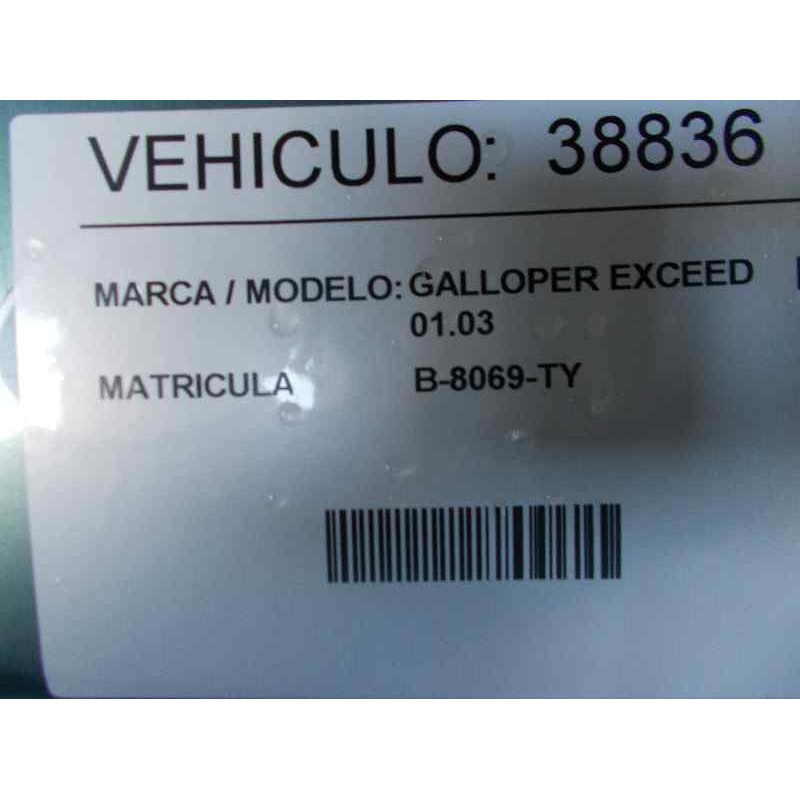 VEHICULO: 38836
MARCA / MODELO: GALLOPER EXCEED
01.03
MATRICULA B-8069-TY